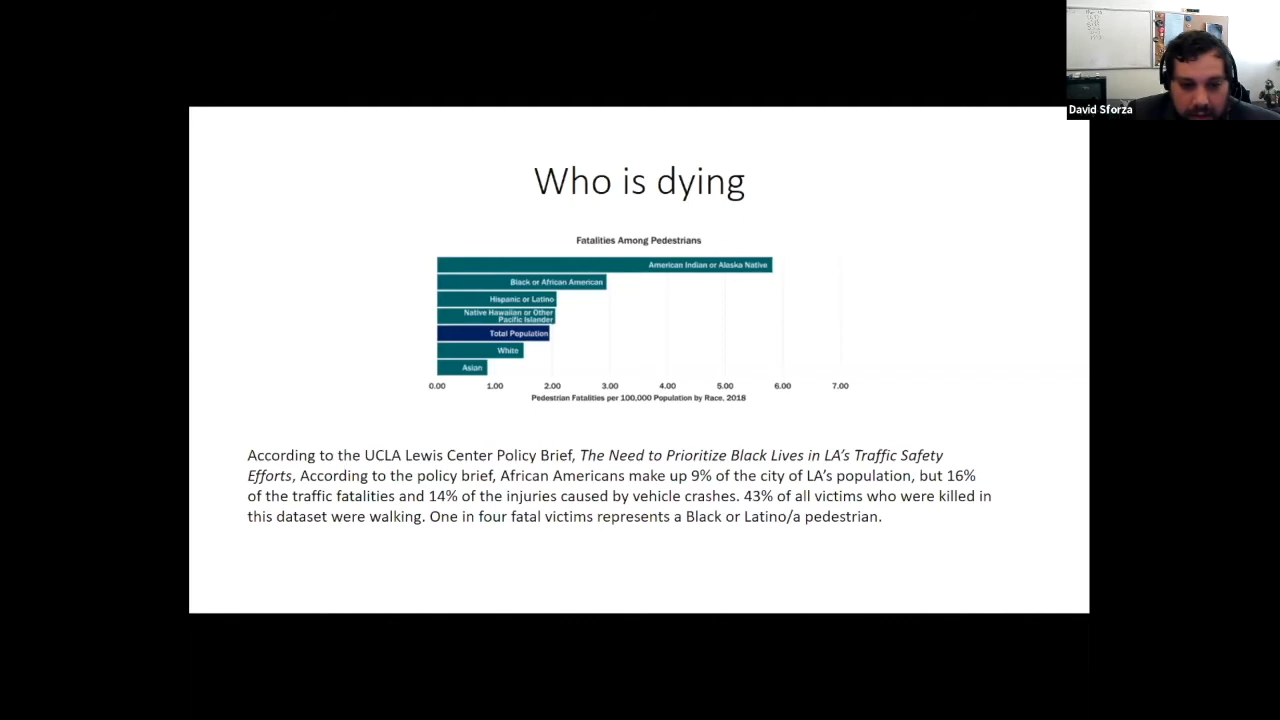 David Sforza
Who is dying
Fatalities Among Pedestrians
American Indian or Alaska Native
Black or African American
Hispanic or Latino
Native Hawaiian or Other
Pacific Islander
Total Population
White
Asian
0.00 1.00 2.00 3.00 4.00 5.00 6.00 7.00
Pedestrian Fatalities per 100,000 Population by Race, 2018
According to the UCLA Lewis Center Policy Brief, The Need to Prioritize Black Lives in LA's Traffic Safety
Efforts, According to the policy brief, African Americans make up 9% of the city of LA's population, but 16%
of the traffic fatalities and 14% of the injuries caused by vehicle crashes. 43% of all victims who were killed in
this dataset were walking. One in four fatal victims represents a Black or Latino/a pedestrian.